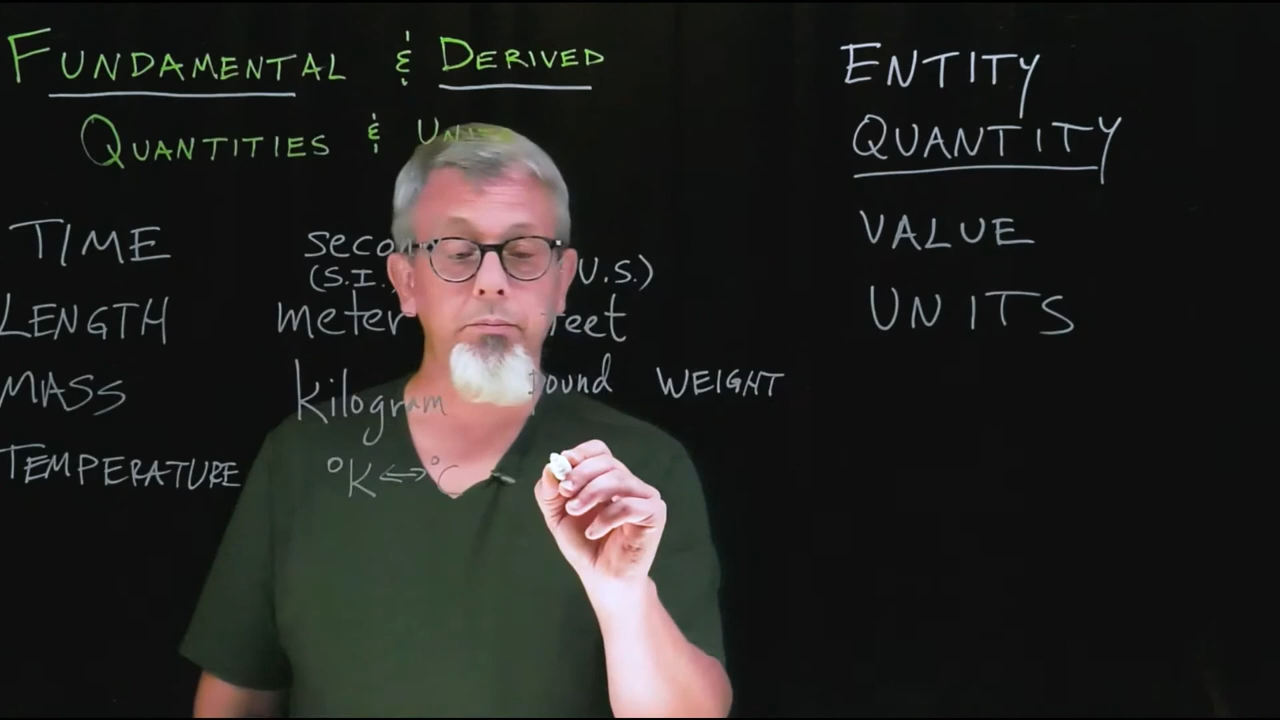 FUNDAMENTAL & DERIVED
QUANTITIES &
TIME
(S.I. U.S.)
LENGTH meter feet
MASS kilogram pound WEIGHT
TEMPERATURE °K ↔ °C
ENTITY
QUANTITY
VALUE
UNITS